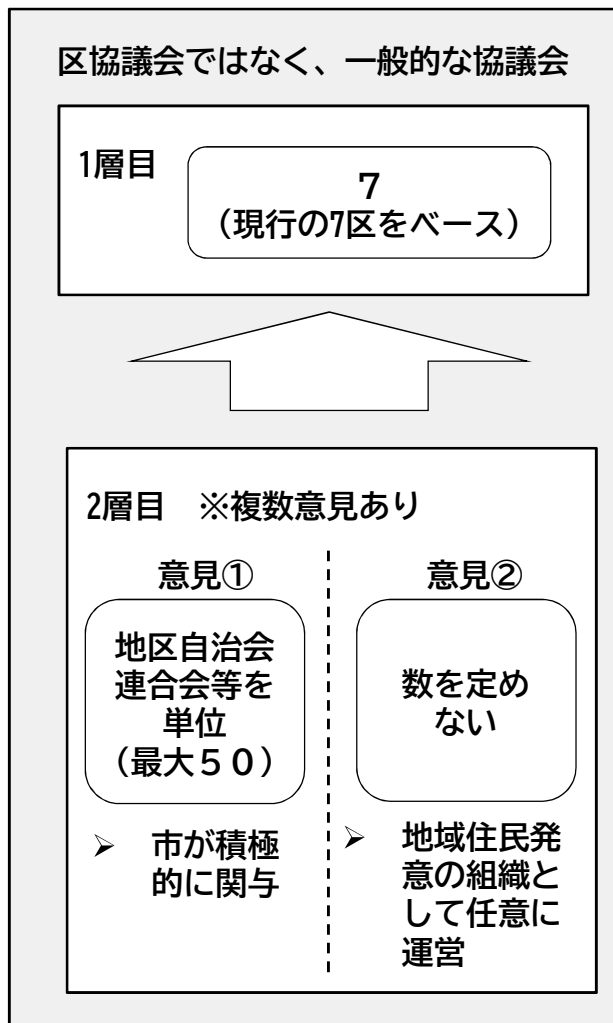 区協議会ではなく、一般的な協議会
1層目
7
（現行の7区をベース）
2層目　※複数意見あり
意見①
地区自治会
連合会等を
単位
（最大５０）
➢ 市が積極
的に関与
意見②
数を定め
ない
➢ 地域住民発
意の組織と
して任意に
運営